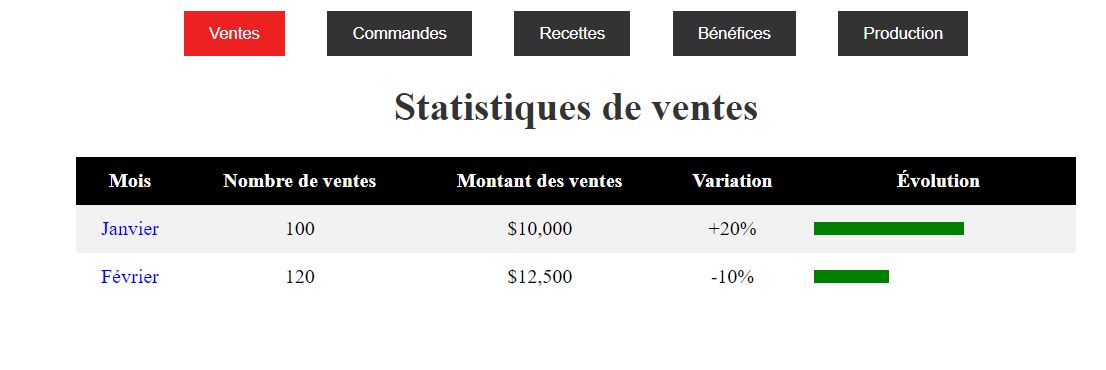 Ventes Commandes Recettes Bénéfices Production
Statistiques de ventes
Mois Nombre de ventes Montant des ventes Variation Évolution
Janvier 100 $10,000 +20%
Février 120 $12,500 -10%